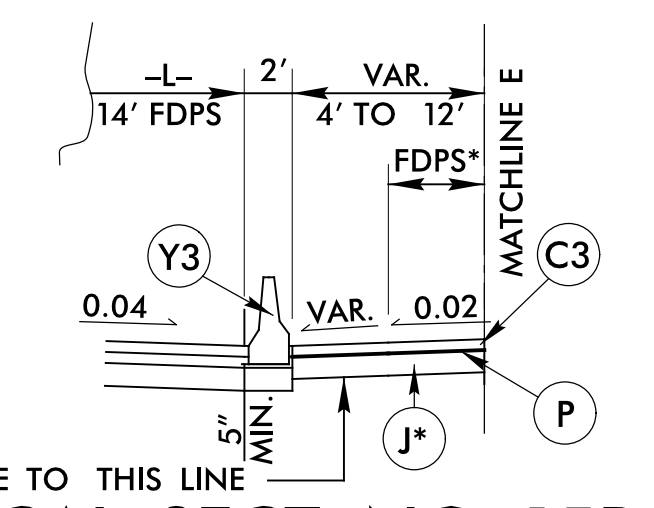 –L– 2' VAR.
14' FDPS 4' TO 12'
FDPS*
MATCHLINE E
Y3 C3
0.04 VAR. 0.02
5" MIN.
J* P
E TO THIS LINE